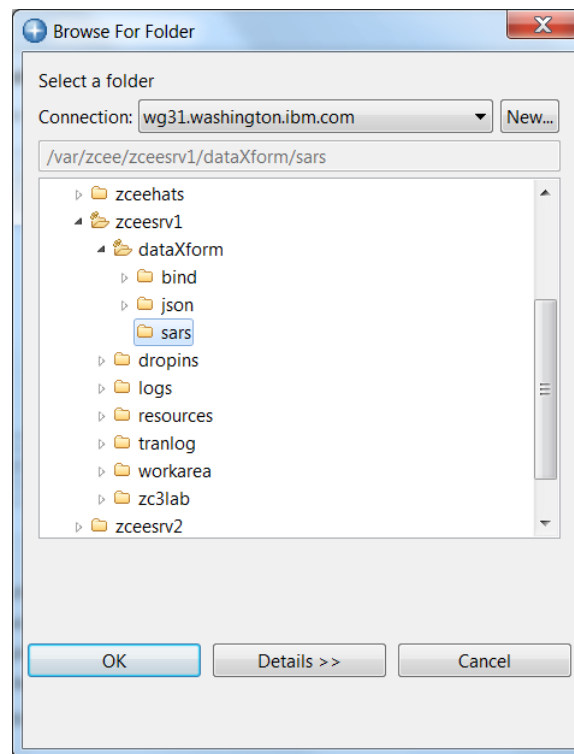 Browse For Folder
Select a folder
Connection: wg31.washington.ibm.com New...
/var/zcee/zceesrv1/dataXform/sars
zceehats
zceesrv1
dataXform
bind
json
sars
dropins
logs
resources
tranlog
workarea
zc3lab
zceesrv2
OK Details >> Cancel